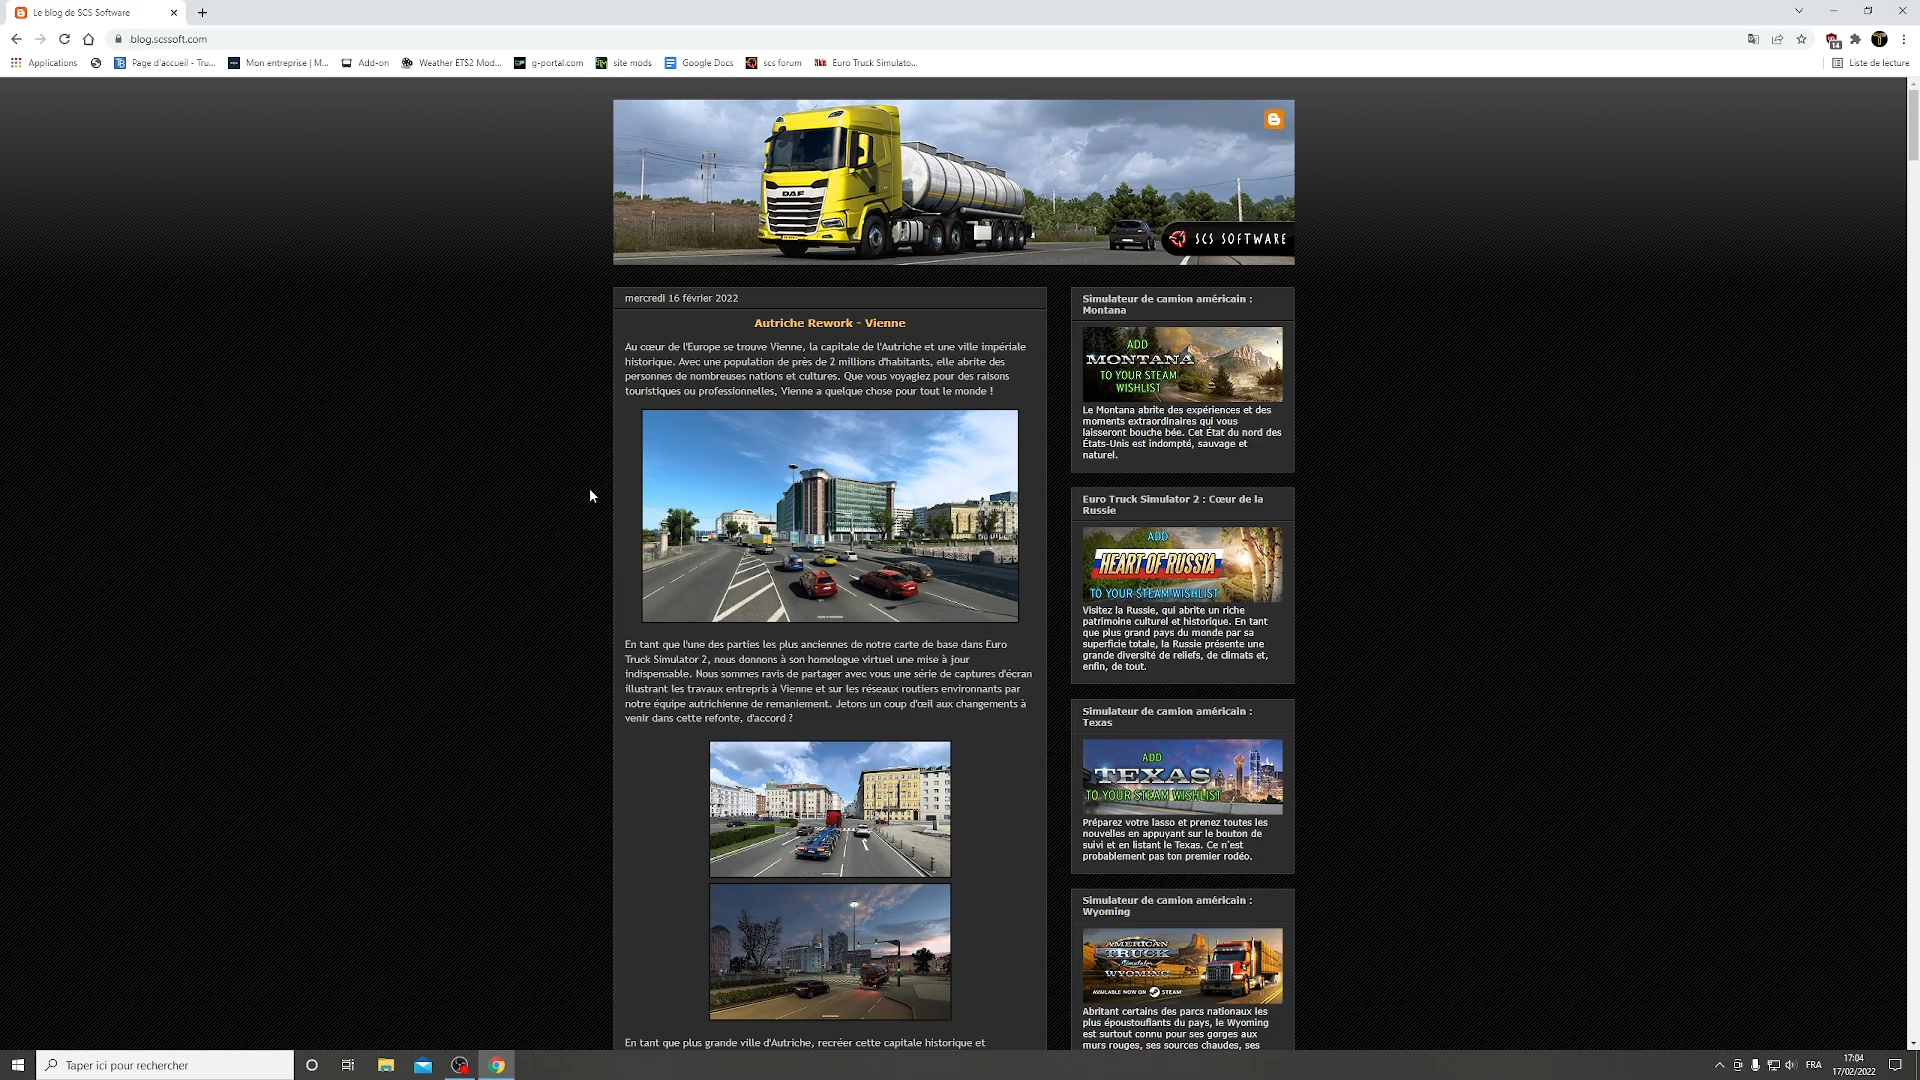 Le blog de SCS Software
blog.scssoft.com
14
Applications
Page d'accueil - Tru...
Mon entreprise | M...
Add-on
Weather ETS2 Mod...
g-portal.com
site mods
Google Docs
scs forum
Euro Truck Simulato...
Liste de lecture
DAF
SCS SOFTWARE
mercredi 16 février 2022
Autriche Rework - Vienne
Au cœur de l'Europe se trouve Vienne, la capitale de l'Autriche et une ville impériale
historique. Avec une population de près de 2 millions d'habitants, elle abrite des
personnes de nombreuses nations et cultures. Que vous voyagiez pour des raisons
touristiques ou professionnelles, Vienne a quelque chose pour tout le monde !
En tant que l'une des parties les plus anciennes de notre carte de base dans Euro
Truck Simulator 2, nous donnons à son homologue virtuel une mise à jour
indispensable. Nous sommes ravis de partager avec vous une série de captures d'écran
illustrant les travaux entrepris à Vienne et sur les réseaux routiers environnants par
notre équipe autrichienne de remaniement. Jetons un coup d'œil aux changements à
venir dans cette refonte, d'accord ?
En tant que plus grande ville d'Autriche, recréer cette capitale historique et
Simulateur de camion américain :
Montana
ADD
MONTANA
TO YOUR STEAM
WISHLIST
Le Montana abrite des expériences et des
moments extraordinaires qui vous
laisseront bouche bée. Cet État du nord des
États-Unis est indompté, sauvage et
naturel.
Euro Truck Simulator 2 : Cœur de la
Russie
ADD
HEART OF RUSSIA
TO YOUR STEAM WISHLIST
Visitez la Russie, qui abrite un riche
patrimoine culturel et historique. En tant
que plus grand pays du monde par sa
superficie totale, la Russie présente une
grande diversité de reliefs, de climats et,
enfin, de tout.
Simulateur de camion américain :
Texas
ADD
TEXAS
TO YOUR STEAM WISHLIST
Préparez votre lasso et prenez toutes les
nouvelles en appuyant sur le bouton de
suivi et en listant le Texas. Ce n'est
probablement pas ton premier rodéo.
Simulateur de camion américain :
Wyoming
AMERICAN
TRUCK
Simulator
WYOMING
AVAILABLE NOW ON STEAM
Abritant certains des parcs nationaux les
plus époustouflants du pays, le Wyoming
est surtout connu pour ses gorges aux
murs rouges, ses sources chaudes, ses
Taper ici pour rechercher
FRA
17:04
17/02/2022